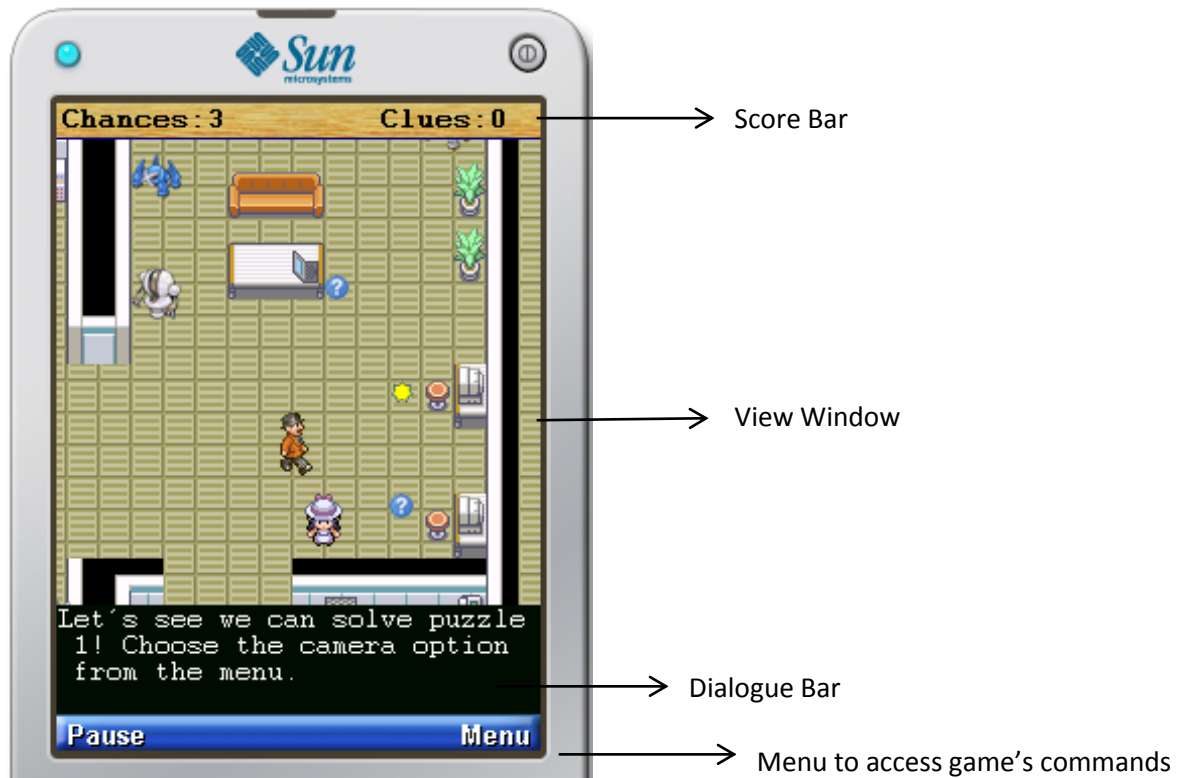 Sun
microsystems
Chances:3 Clues:0
Score Bar
?
View Window
?
Let´s see we can solve puzzle
1! Choose the camera option
from the menu.
Dialogue Bar
Pause Menu
Menu to access game’s commands